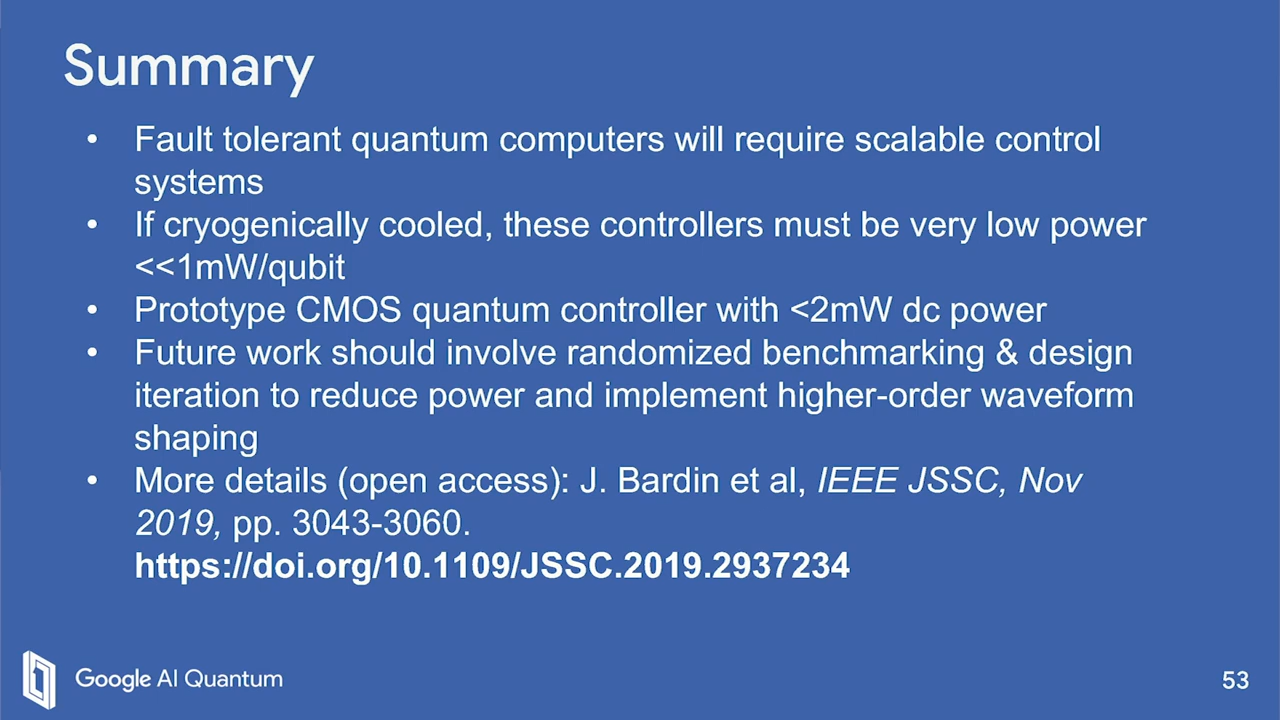 Summary
• Fault tolerant quantum computers will require scalable control
systems
• If cryogenically cooled, these controllers must be very low power
<<1mW/qubit
• Prototype CMOS quantum controller with <2mW dc power
• Future work should involve randomized benchmarking & design
iteration to reduce power and implement higher-order waveform
shaping
• More details (open access): J. Bardin et al, IEEE JSSC, Nov
2019, pp. 3043-3060.
https://doi.org/10.1109/JSSC.2019.2937234
Google AI Quantum
53